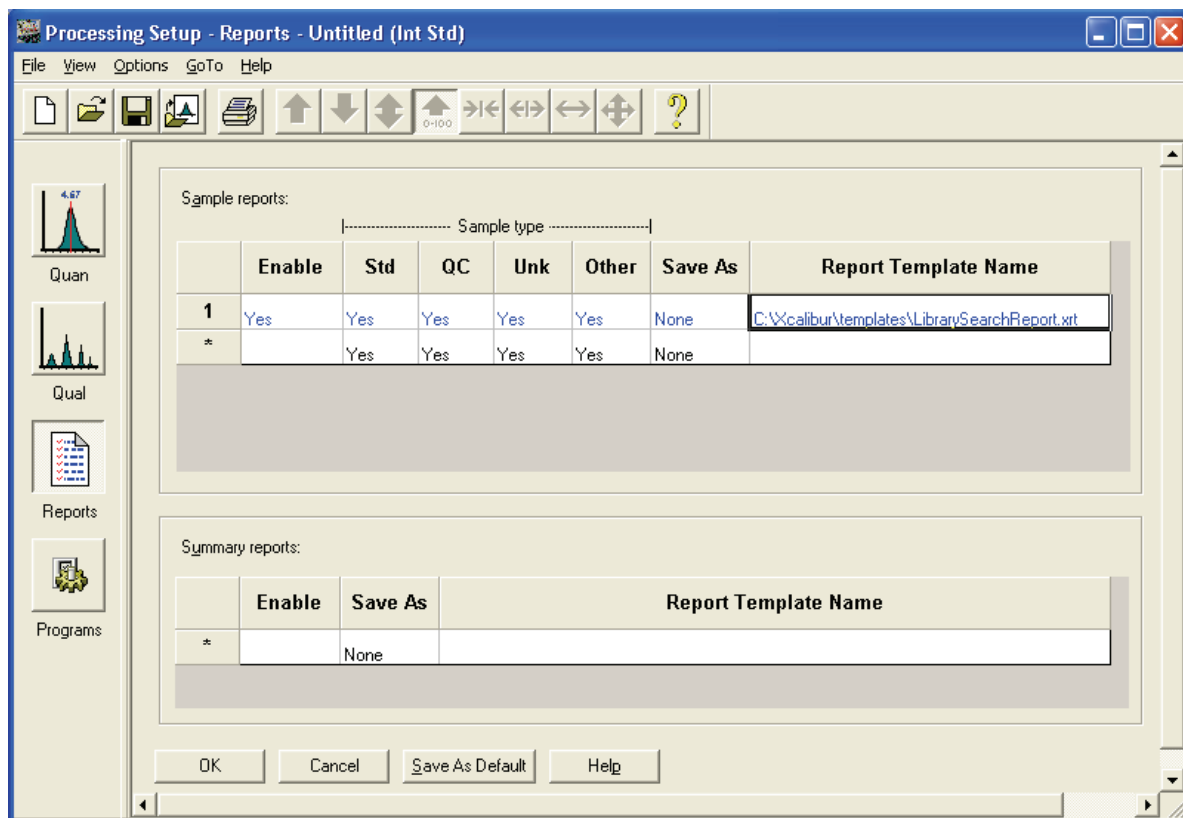 Processing Setup - Reports - Untitled (Int Std)
File View Options GoTo Help
0-100
4.67
Quan
Qual
Reports
Programs
Sample reports:
|---------------------- Sample type --------------------|
Enable Std QC Unk Other Save As Report Template Name
1 Yes Yes Yes Yes Yes None C:\Xcalibur\templates\LibrarySearchReport.xrt
* Yes Yes Yes Yes None
Summary reports:
Enable Save As Report Template Name
* None
OK Cancel Save As Default Help